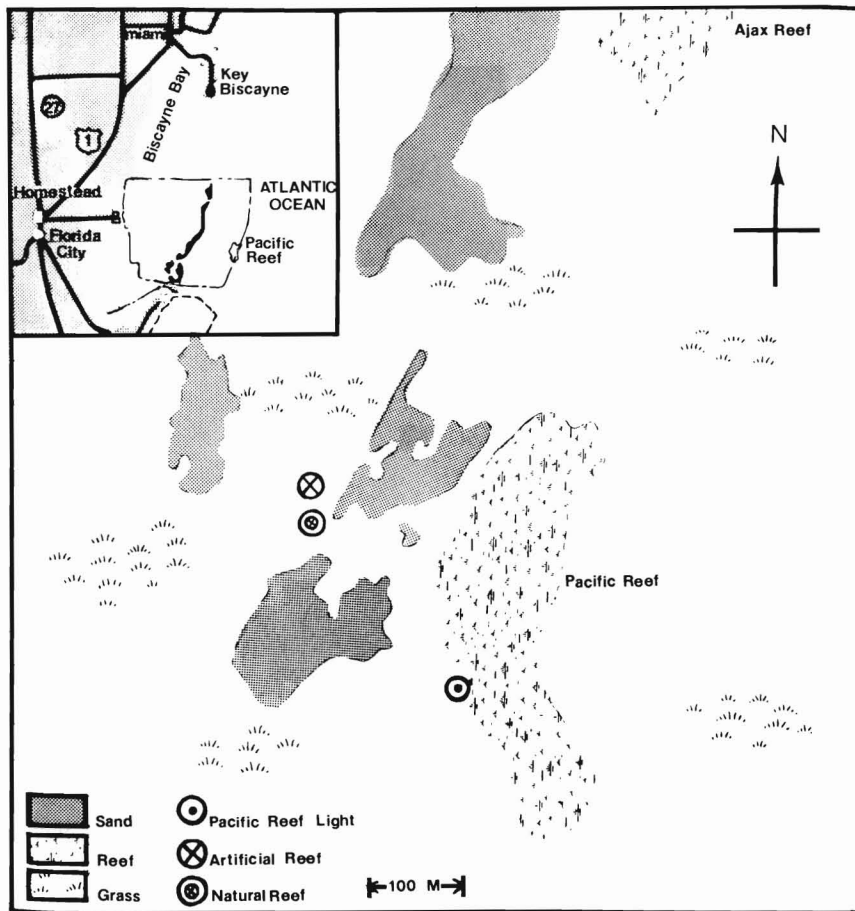 Ajax Reef
miami
Key
Biscayne
Biscayne Bay
27
1
N
Homestead
ATLANTIC
OCEAN
Florida
City
Pacific
Reef
Pacific Reef
Sand
Pacific Reef Light
Reef
Artificial Reef
Grass
Natural Reef
100 M